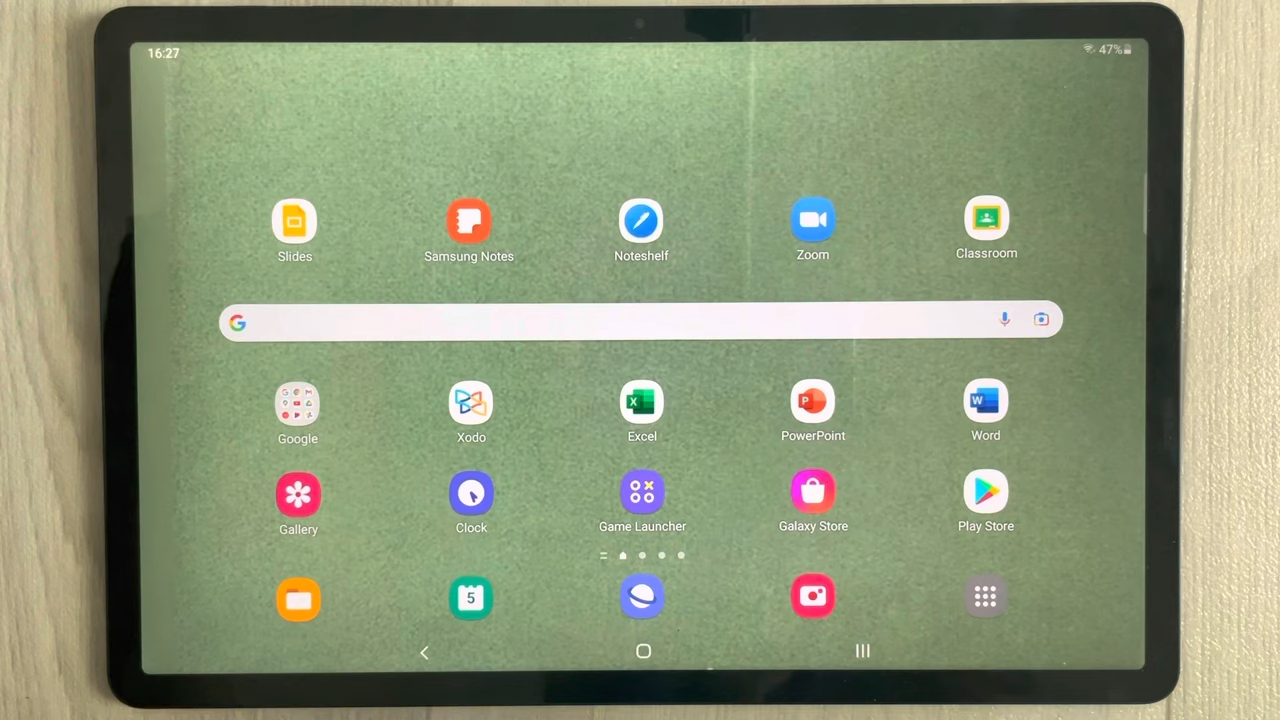 16:27
47%
Slides
Samsung Notes
Noteshelf
Zoom
Classroom
G
Google
Xodo
X
Excel
P
PowerPoint
W
Word
Gallery
Clock
Game Launcher
Galaxy Store
Play Store
5